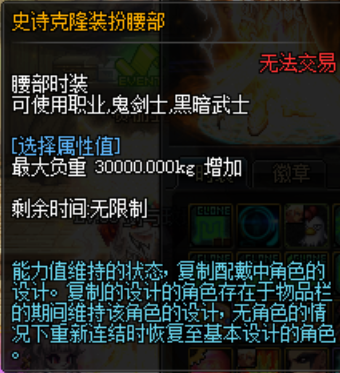 史诗克隆装扮腰部
无法交易
腰部时装
可使用职业,鬼剑士,黑暗武士
[选择属性值]
最大负重 30000.000kg 增加
时装
徽章
剩余时间:无限制
能力值维持的状态，复制配戴中角色的
设计。复制的设计的角色存在于物品栏
的期间维持该角色的设计，无角色的情
况下重新连结时恢复至基本设计的角色
。